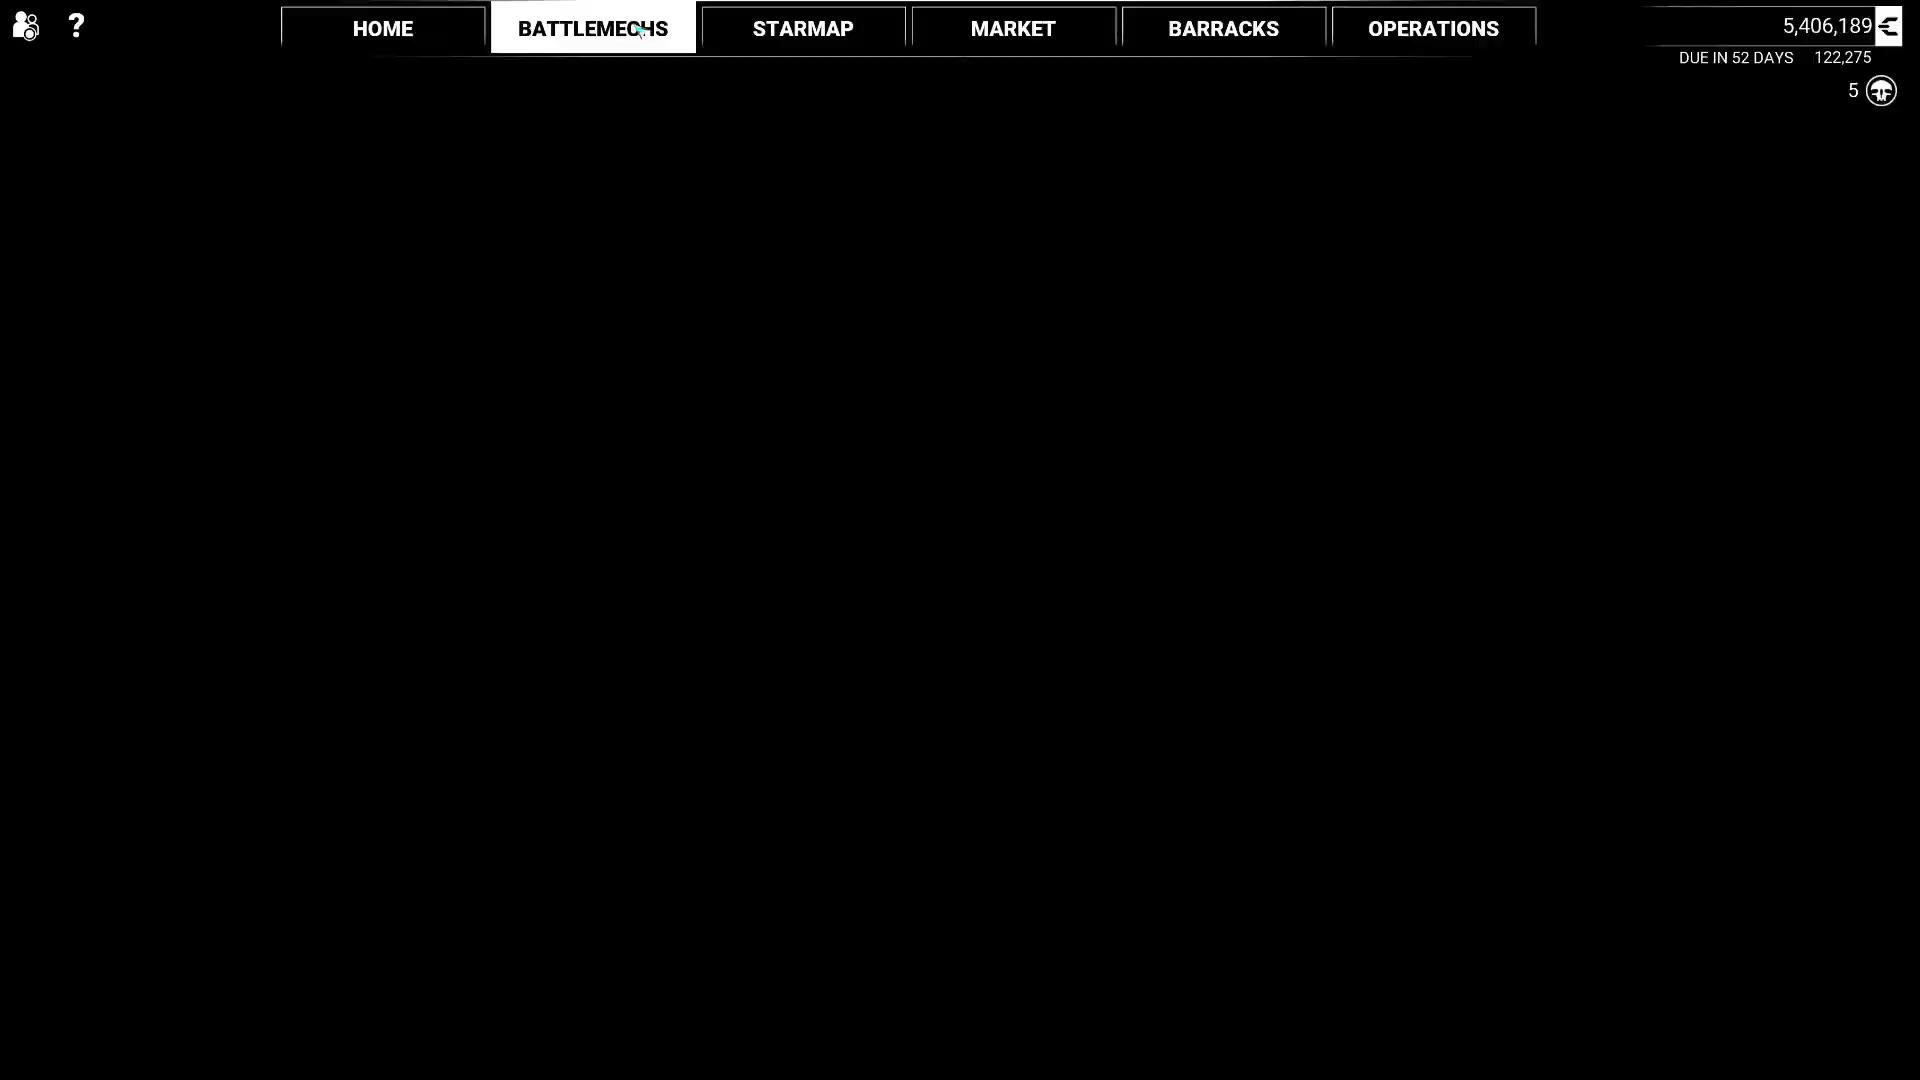 ?
HOME
BATTLEMECHS
STARMAP
MARKET
BARRACKS
OPERATIONS
5,406,189
DUE IN 52 DAYS 122,275
5